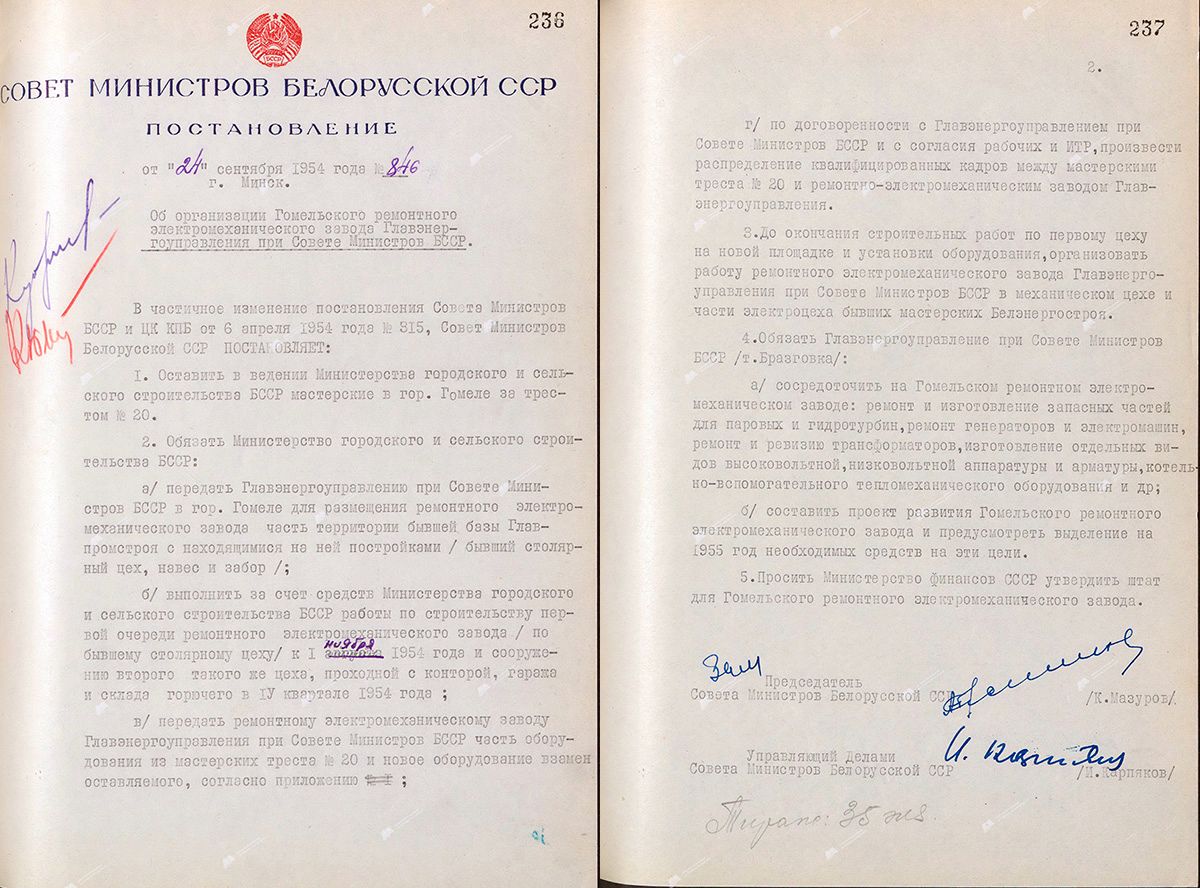 236
СОВЕТ МИНИСТРОВ БЕЛОРУССКОЙ ССР
ПОСТАНОВЛЕНИЕ
от "24" сентября 1954 года № 846
г. Минск.
Об организации Гомельского ремонтного
электромеханического завода Главэнер-
гоуправления при Совете Министров БССР.
В частичное изменение постановления Совета Министров
БССР и ЦК КПБ от 6 апреля 1954 года № 315, Совет Министров
Белорусской ССР ПОСТАНОВЛЯЕТ:
1. Оставить в ведении Министерства городского и сель-
ского строительства БССР мастерские в гор. Гомеле за трес-
том № 20.
2. Обязать Министерство городского и сельского строи-
тельства БССР:
а/ передать Главэнергоуправлению при Совете Мини-
стров БССР в гор. Гомеле для размещения ремонтного электро-
механического завода часть территории бывшей базы Глав-
промстроя с находящимися на ней постройками / бывший столяр-
ный цех, навес и забор /;
б/ выполнить за счет средств Министерства городского
и сельского строительства БССР работы по строительству пер-
вой очереди ремонтного электромеханического завода / по
ноября
бывшему столярному цеху/ к 1 1954 года и сооруже-
нию второго такого же цеха, проходной с конторой, гаража
и склада горючего в IУ квартале 1954 года ;
в/ передать ремонтному электромеханическому заводу
Главэнергоуправления при Совете Министров БССР часть обору-
дования из мастерских треста № 20 и новое оборудование взамен
оставляемого, согласно приложению ;
237
2.
г/ по договоренности с Главэнергоуправлением при
Совете Министров БССР и с согласия рабочих и ИТР,произвести
распределение квалифицированных кадров между мастерскими
треста № 20 и ремонтно-электромеханическим заводом Глав-
энергоуправления.
3.До окончания строительных работ по первому цеху
на новой площадке и установки оборудования,организовать
работу ремонтного электромеханического завода Главэнерго-
управления при Совете Министров БССР в механическом цехе и
части электроцеха бывших мастерских Белэнергостроя.
4.Обязать Главэнергоуправление при Совете Министров
БССР /т.Бразговка/:
а/ сосредоточить на Гомельском ремонтном электро-
механическом заводе: ремонт и изготовление запасных частей
для паровых и гидротурбин,ремонт генераторов и электромашин,
ремонт и ревизию трансформаторов,изготовление отдельных ви-
дов высоковольтной,низковольтной аппаратуры и арматуры,котель-
но-вспомогательного тепломеханического оборудования и др;
б/ составить проект развития Гомельского ремонтного
электромеханического завода и предусмотреть выделение на
1955 год необходимых средств на эти цели.
5.Просить Министерство финансов СССР утвердить штат
для Гомельского ремонтного электромеханического завода.
Зам
Председатель
Совета Министров Белорусской ССР /К.Мазуров/
Управляющий Делами
Совета Министров Белорусской ССР /И.Карпяков/
Тираж: 35 экз.